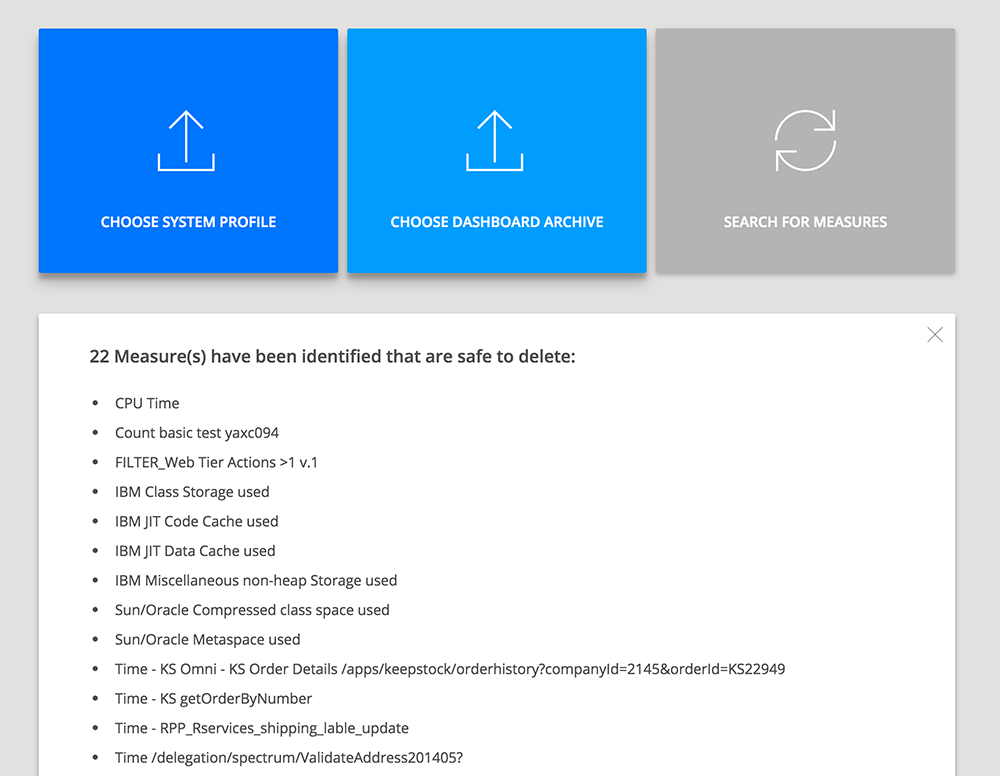 CHOOSE SYSTEM PROFILE
CHOOSE DASHBOARD ARCHIVE
SEARCH FOR MEASURES
22 Measure(s) have been identified that are safe to delete:
CPU Time
Count basic test yaxc094
FILTER_Web Tier Actions >1 v.1
IBM Class Storage used
IBM JIT Code Cache used
IBM JIT Data Cache used
IBM Miscellaneous non-heap Storage used
Sun/Oracle Compressed class space used
Sun/Oracle Metaspace used
Time - KS Omni - KS Order Details /apps/keepstock/orderhistory?companyId=2145&orderId=KS22949
Time - KS getOrderByNumber
Time - RPP_Rservices_shipping_lable_update
Time /delegation/spectrum/ValidateAddress201405?